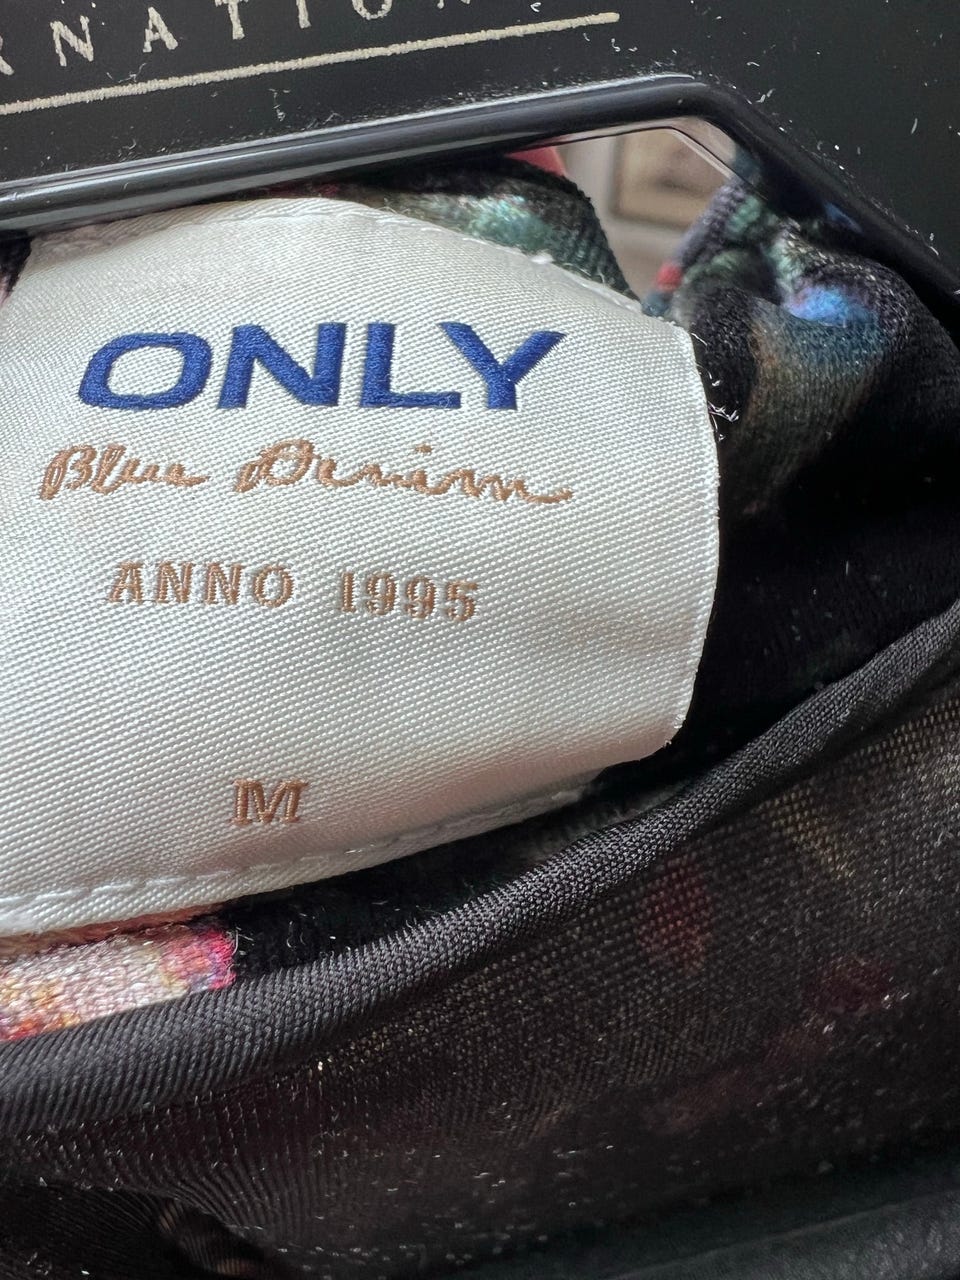 RNATION
ONLY
Blue Denim
ANNO 1995
M